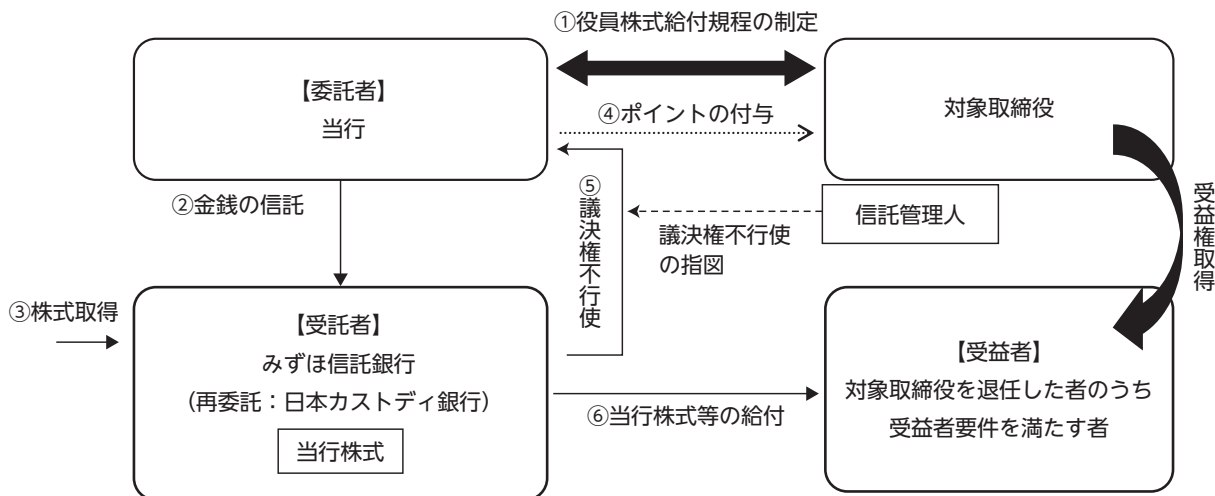 ①役員株式給付規程の制定
【委託者】
当行
対象取締役
④ポイントの付与
②金銭の信託
⑤議決権不行使
議決権不行使
の指図
信託管理人
受益権取得
③株式取得
【受託者】
みずほ信託銀行
(再委託:日本カストディ銀行)
当行株式
⑥当行株式等の給付
【受益者】
対象取締役を退任した者のうち
受益者要件を満たす者